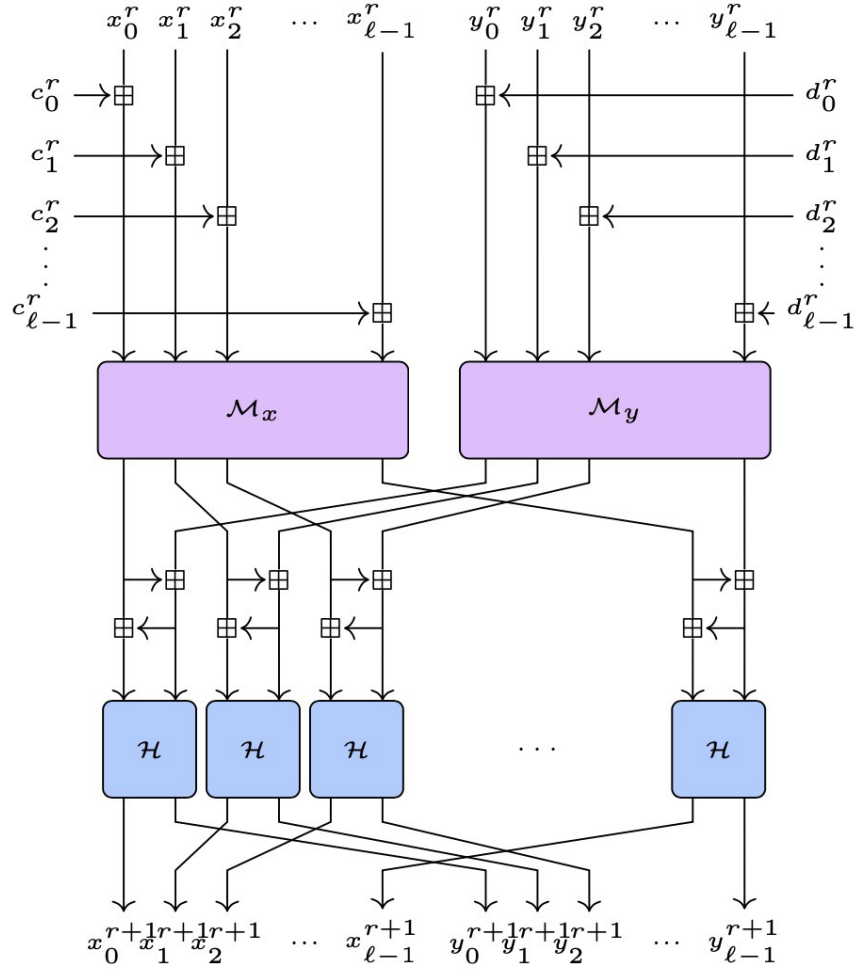 x_0^r x_1^r x_2^r ... x_{ℓ−1}^r y_0^r y_1^r y_2^r ... y_{ℓ−1}^r
c_0^r d_0^r
c_1^r d_1^r
c_2^r d_2^r
c_{ℓ−1}^r d_{ℓ−1}^r
ℳ_x ℳ_y
ℋ ℋ ℋ ... ℋ
x_0^{r+1} x_1^{r+1} x_2^{r+1} ... x_{ℓ−1}^{r+1} y_0^{r+1} y_1^{r+1} y_2^{r+1} ... y_{ℓ−1}^{r+1}